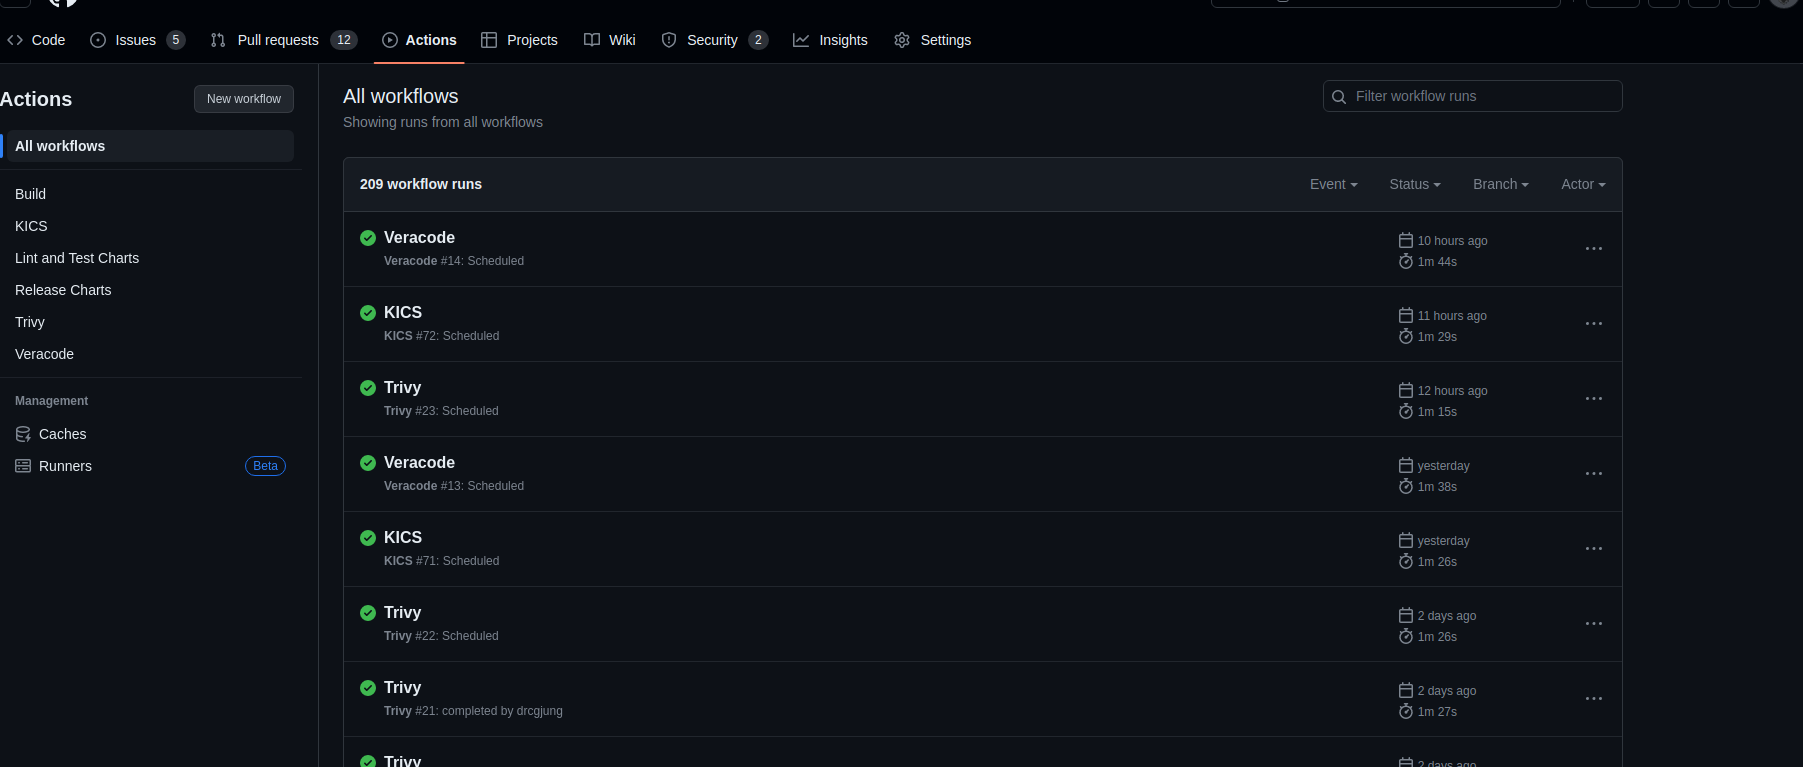 Code
Issues 5
Pull requests 12
Actions
Projects
Wiki
Security 2
Insights
Settings
Actions
New workflow
All workflows
Build
KICS
Lint and Test Charts
Release Charts
Trivy
Veracode
Management
Caches
Runners Beta
All workflows
Showing runs from all workflows
Filter workflow runs
209 workflow runs
Event
Status
Branch
Actor
Veracode
Veracode #14: Scheduled
10 hours ago
1m 44s
KICS
KICS #72: Scheduled
11 hours ago
1m 29s
Trivy
Trivy #23: Scheduled
12 hours ago
1m 15s
Veracode
Veracode #13: Scheduled
yesterday
1m 38s
KICS
KICS #71: Scheduled
yesterday
1m 26s
Trivy
Trivy #22: Scheduled
2 days ago
1m 26s
Trivy
Trivy #21: completed by drcgjung
2 days ago
1m 27s
Trivy
2 days ago